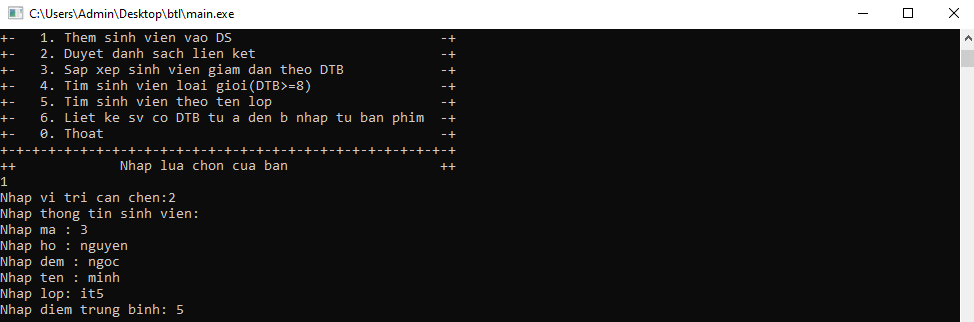 C:\Users\Admin\Desktop\btl\main.exe
+-   1. Them sinh vien vao DS                          -+
+-   2. Duyet danh sach lien ket                       -+
+-   3. Sap xep sinh vien giam dan theo DTB            -+
+-   4. Tim sinh vien loai gioi(DTB>=8)                -+
+-   5. Tim sinh vien theo ten lop                     -+
+-   6. Liet ke sv co DTB tu a den b nhap tu ban phim  -+
+-   0. Thoat                                          -+
+-+-+-+-+-+-+-+-+-+-+-+-+-+-+-+-+-+-+-+-+-+-+-+-+-+-+-+-+
++             Nhap lua chon cua ban                   ++
1
Nhap vi tri can chen:2
Nhap thong tin sinh vien:
Nhap ma : 3
Nhap ho : nguyen
Nhap dem : ngoc
Nhap ten : minh
Nhap lop: it5
Nhap diem trung binh: 5